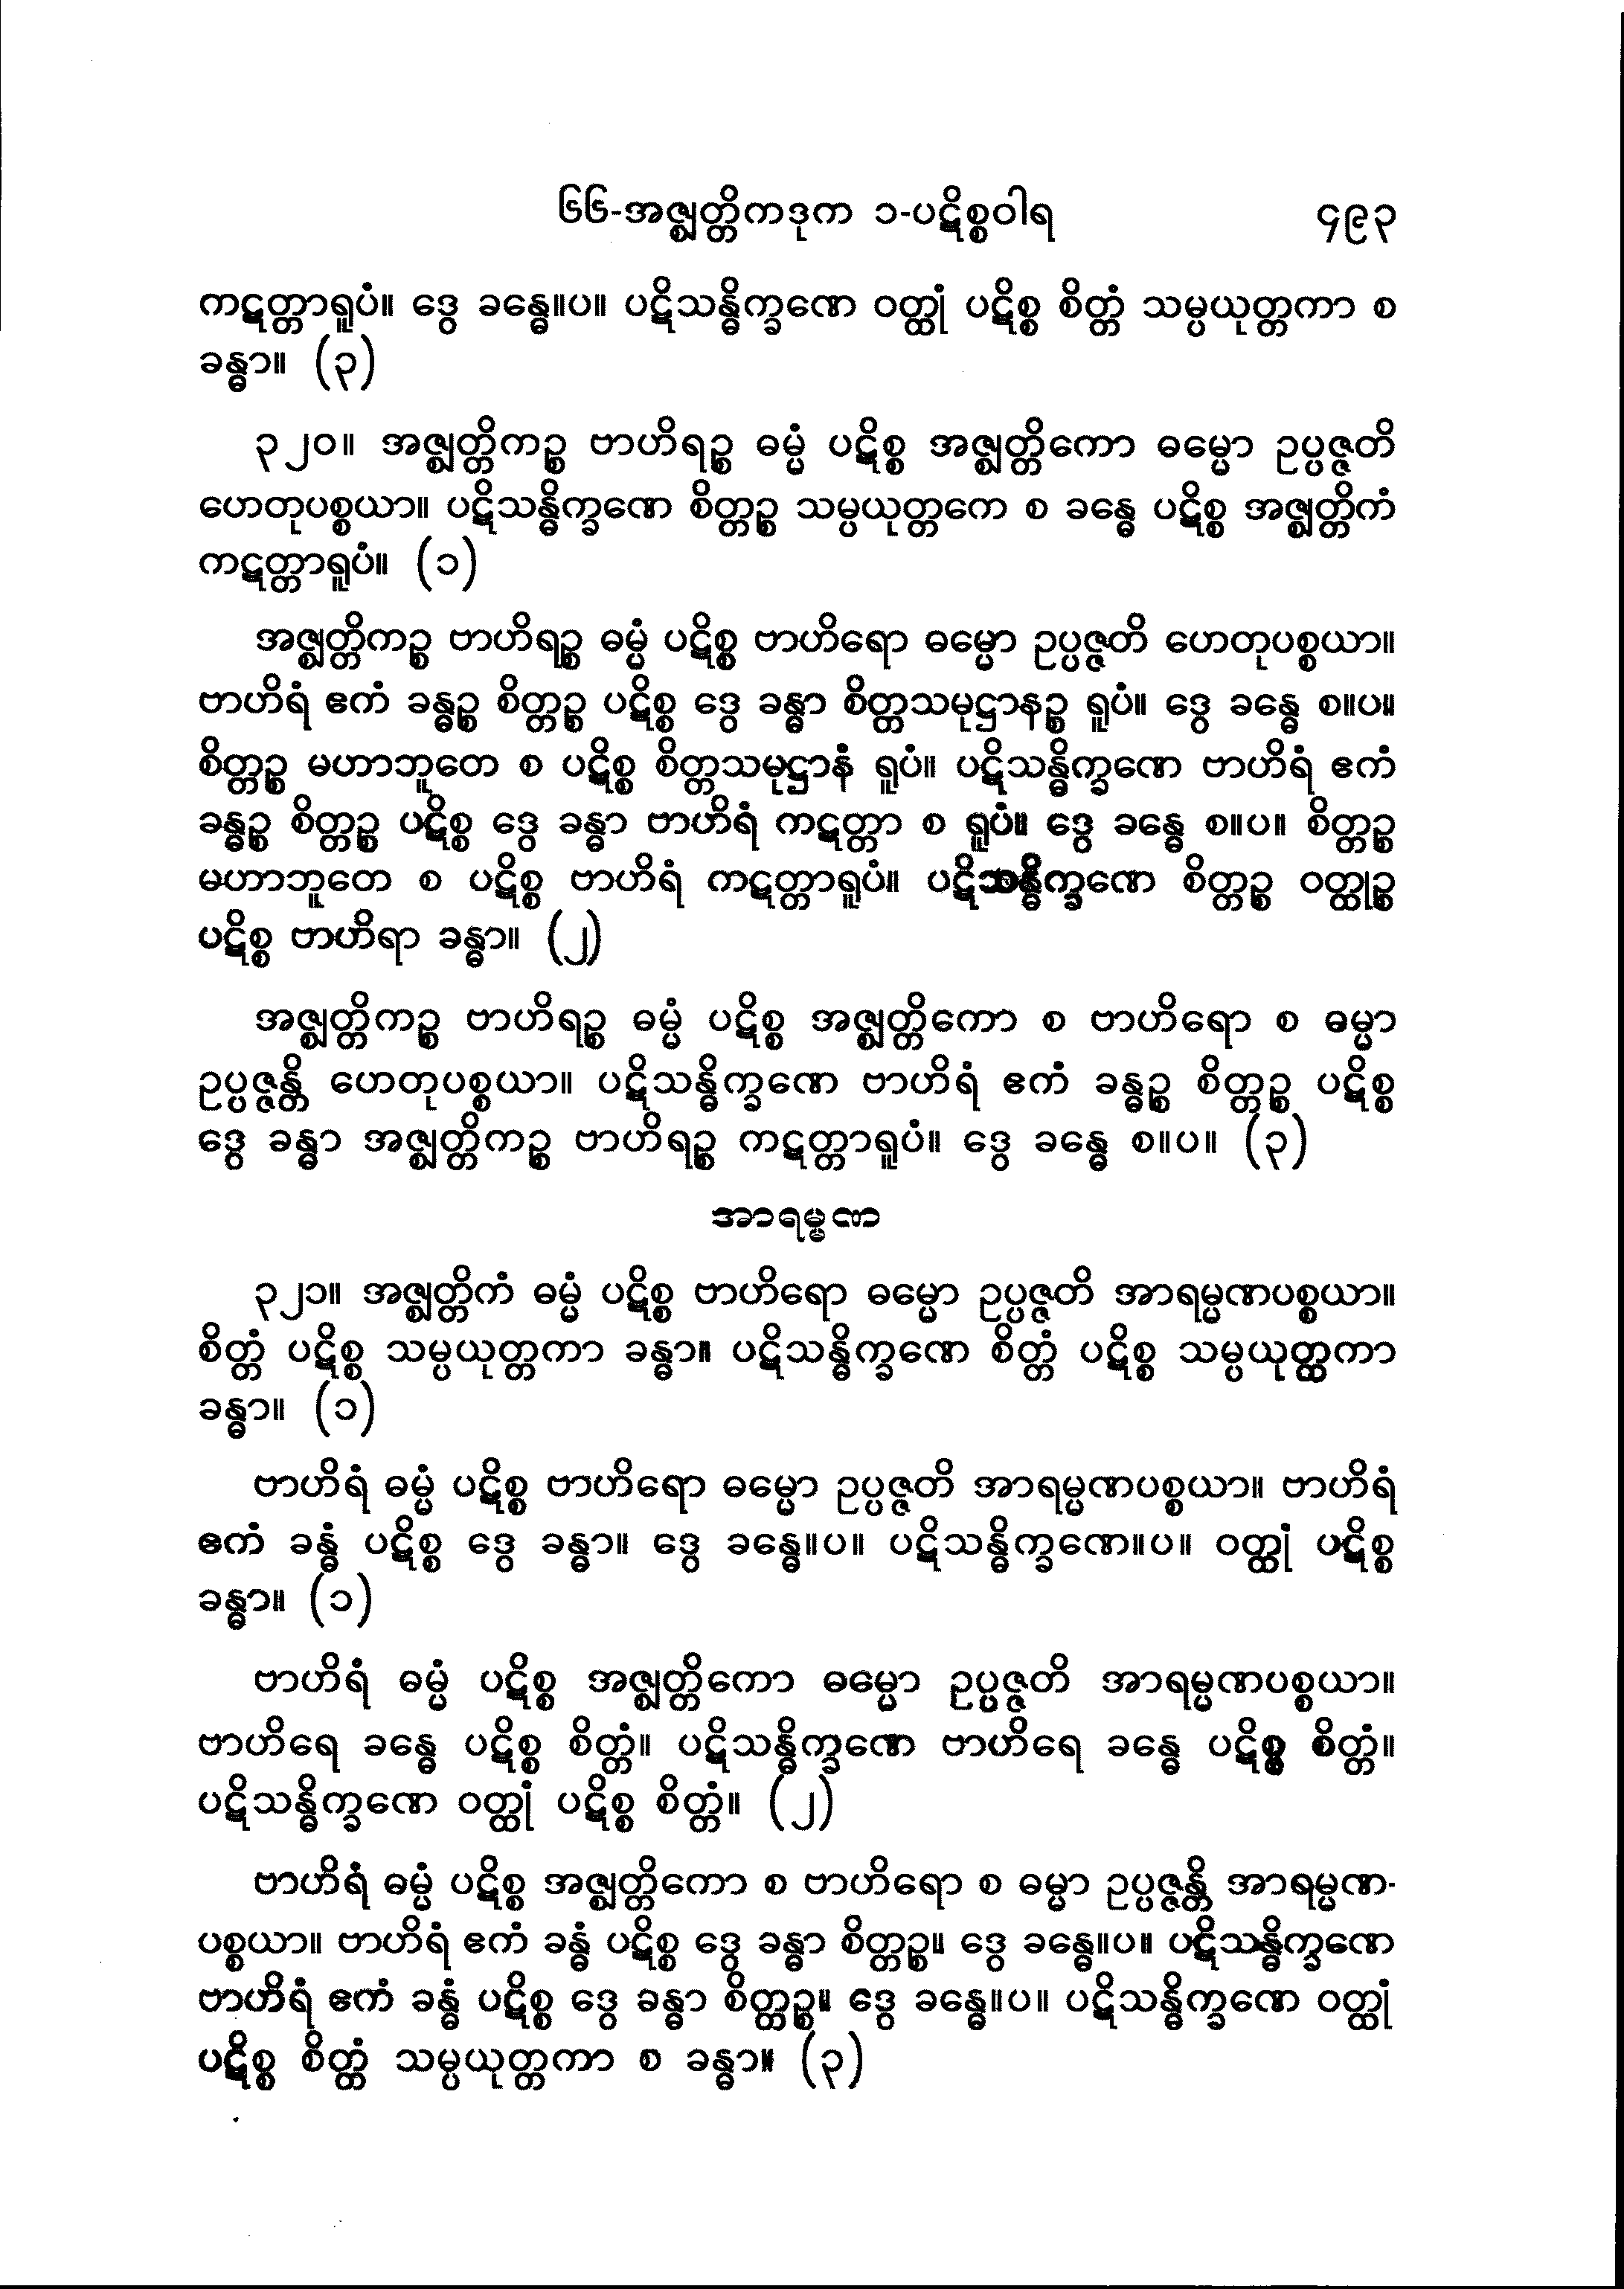 ၆၆-အဇ္ဈတ္တိကဒုက ၁-ပဋိစ္စဝါရ ၄၉၃
ကဋတ္တာရူပံ။ ဒွေ ခန္ဓေ။ပ။ ပဋိသန္ဓိက္ခဏေ ဝတ္ထုံ ပဋိစ္စ စိတ္တံ သမ္ပယုတ္တကာ စ
ခန္ဓာ။ (၃)
၃၂၀။ အဇ္ဈတ္တိကဉ္စ ဗာဟိရဉ္စ ဓမ္မံ ပဋိစ္စ အဇ္ဈတ္တိကော ဓမ္မော ဥပ္ပဇ္ဇတိ
ဟေတုပစ္စယာ။ ပဋိသန္ဓိက္ခဏေ စိတ္တဉ္စ သမ္ပယုတ္တကေ စ ခန္ဓေ ပဋိစ္စ အဇ္ဈတ္တိကံ
ကဋတ္တာရူပံ။ (၁)
အဇ္ဈတ္တိကဉ္စ ဗာဟိရဉ္စ ဓမ္မံ ပဋိစ္စ ဗာဟိရော ဓမ္မော ဥပ္ပဇ္ဇတိ ဟေတုပစ္စယာ။
ဗာဟိရံ ဧကံ ခန္ဓဉ္စ စိတ္တဉ္စ ပဋိစ္စ ဒွေ ခန္ဓာ စိတ္တသမုဋ္ဌာနဉ္စ ရူပံ။ ဒွေ ခန္ဓေ စ။ပ။
စိတ္တဉ္စ မဟာဘူတေ စ ပဋိစ္စ စိတ္တသမုဋ္ဌာနံ ရူပံ။ ပဋိသန္ဓိက္ခဏေ ဗာဟိရံ ဧကံ
ခန္ဓဉ္စ စိတ္တဉ္စ ပဋိစ္စ ဒွေ ခန္ဓာ ဗာဟိရံ ကဋတ္တာ စ ရူပံ။ ဒွေ ခန္ဓေ စ။ပ။ စိတ္တဉ္စ
မဟာဘူတေ စ ပဋိစ္စ ဗာဟိရံ ကဋတ္တာရူပံ။ ပဋိသန္ဓိက္ခဏေ စိတ္တဉ္စ ဝတ္ထုဉ္စ
ပဋိစ္စ ဗာဟိရာ ခန္ဓာ။ (၂)
အဇ္ဈတ္တိကဉ္စ ဗာဟိရဉ္စ ဓမ္မံ ပဋိစ္စ အဇ္ဈတ္တိကော စ ဗာဟိရော စ ဓမ္မာ
ဥပ္ပဇ္ဇန္တိ ဟေတုပစ္စယာ။ ပဋိသန္ဓိက္ခဏေ ဗာဟိရံ ဧကံ ခန္ဓဉ္စ စိတ္တဉ္စ ပဋိစ္စ
ဒွေ ခန္ဓာ အဇ္ဈတ္တိကဉ္စ ဗာဟိရဉ္စ ကဋတ္တာရူပံ။ ဒွေ ခန္ဓေ စ။ပ။ (၃)
အာရမ္မဏ
၃၂၁။ အဇ္ဈတ္တိကံ ဓမ္မံ ပဋိစ္စ ဗာဟိရော ဓမ္မော ဥပ္ပဇ္ဇတိ အာရမ္မဏပစ္စယာ။
စိတ္တံ ပဋိစ္စ သမ္ပယုတ္တကာ ခန္ဓာ။ ပဋိသန္ဓိက္ခဏေ စိတ္တံ ပဋိစ္စ သမ္ပယုတ္တကာ
ခန္ဓာ။ (၁)
ဗာဟိရံ ဓမ္မံ ပဋိစ္စ ဗာဟိရော ဓမ္မော ဥပ္ပဇ္ဇတိ အာရမ္မဏပစ္စယာ။ ဗာဟိရံ
ဧကံ ခန္ဓံ ပဋိစ္စ ဒွေ ခန္ဓာ။ ဒွေ ခန္ဓေ။ပ။ ပဋိသန္ဓိက္ခဏေ။ပ။ ဝတ္ထုံ ပဋိစ္စ
ခန္ဓာ။ (၁)
ဗာဟိရံ ဓမ္မံ ပဋိစ္စ အဇ္ဈတ္တိကော ဓမ္မော ဥပ္ပဇ္ဇတိ အာရမ္မဏပစ္စယာ။
ဗာဟိရေ ခန္ဓေ ပဋိစ္စ စိတ္တံ။ ပဋိသန္ဓိက္ခဏေ ဗာဟိရေ ခန္ဓေ ပဋိစ္စ စိတ္တံ။
ပဋိသန္ဓိက္ခဏေ ဝတ္ထုံ ပဋိစ္စ စိတ္တံ။ (၂)
ဗာဟိရံ ဓမ္မံ ပဋိစ္စ အဇ္ဈတ္တိကော စ ဗာဟိရော စ ဓမ္မာ ဥပ္ပဇ္ဇန္တိ အာရမ္မဏ-
ပစ္စယာ။ ဗာဟိရံ ဧကံ ခန္ဓံ ပဋိစ္စ ဒွေ ခန္ဓာ စိတ္တဉ္စ။ ဒွေ ခန္ဓေ။ပ။ ပဋိသန္ဓိက္ခဏေ
ဗာဟိရံ ဧကံ ခန္ဓံ ပဋိစ္စ ဒွေ ခန္ဓာ စိတ္တဉ္စ။ ဒွေ ခန္ဓေ။ပ။ ပဋိသန္ဓိက္ခဏေ ဝတ္ထုံ
ပဋိစ္စ စိတ္တံ သမ္ပယုတ္တကာ စ ခန္ဓာ။ (၃)